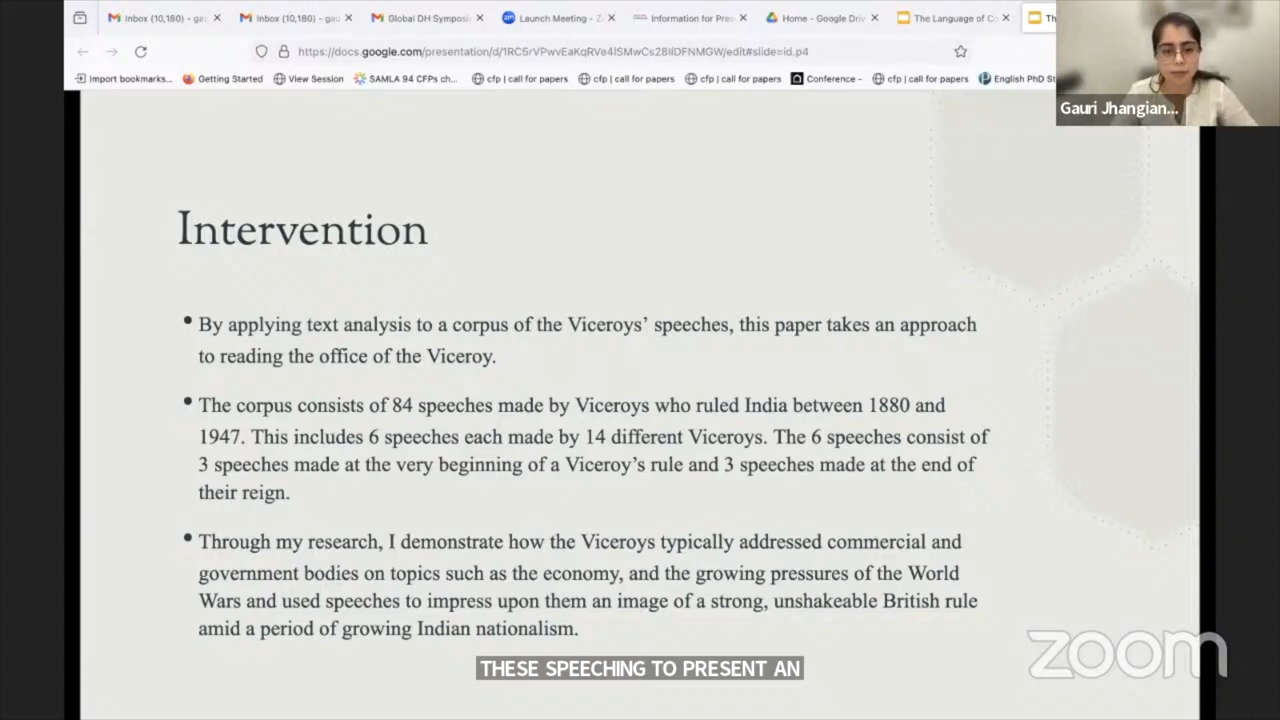 Inbox (10,180) - gau
Inbox (10,180) - gau
Global DH Symposi
Launch Meeting - Z
Information for Pres
Home - Google Driv
The Language of Co
Th
https://docs.google.com/presentation/d/1RC5rVPwvEaKqRVe4ISMwCs28IIDFNMGW/edit#slide=id.p4
Import bookmarks...
Getting Started
View Session
SAMLA 94 CFPs ch...
cfp | call for papers
cfp | call for papers
cfp | call for papers
Conference -
cfp | call for papers
English PhD St
Gauri Jhangian...
Intervention
• By applying text analysis to a corpus of the Viceroys’ speeches, this paper takes an approach
to reading the office of the Viceroy.
• The corpus consists of 84 speeches made by Viceroys who ruled India between 1880 and
1947. This includes 6 speeches each made by 14 different Viceroys. The 6 speeches consist of
3 speeches made at the very beginning of a Viceroy’s rule and 3 speeches made at the end of
their reign.
• Through my research, I demonstrate how the Viceroys typically addressed commercial and
government bodies on topics such as the economy, and the growing pressures of the World
Wars and used speeches to impress upon them an image of a strong, unshakeable British rule
amid a period of growing Indian nationalism.
THESE SPEECHING TO PRESENT AN
zoom